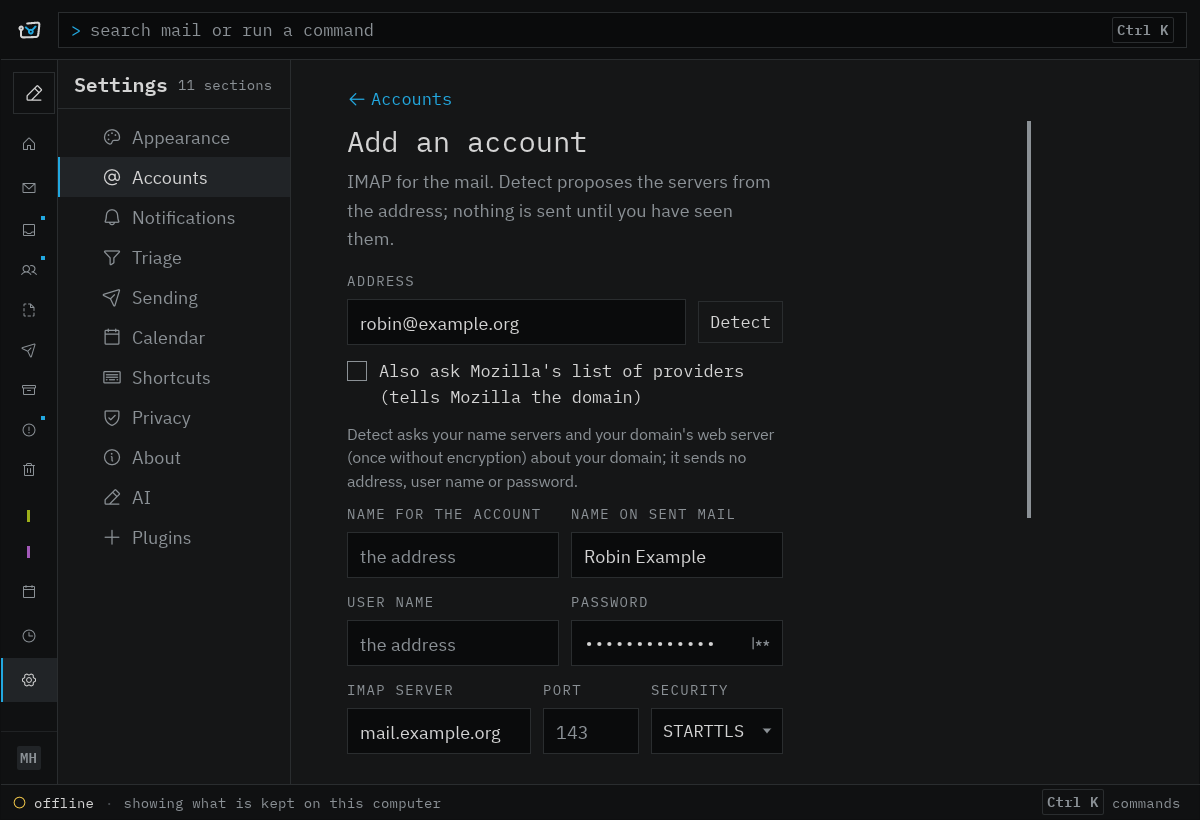 > search mail or run a command
Ctrl K
Settings 11 sections
Appearance
Accounts
Notifications
Triage
Sending
Calendar
Shortcuts
Privacy
About
AI
Plugins
MH
← Accounts
Add an account
IMAP for the mail. Detect proposes the servers from
the address; nothing is sent until you have seen
them.
ADDRESS
robin@example.org
Detect
Also ask Mozilla's list of providers
(tells Mozilla the domain)
Detect asks your name servers and your domain's web server
(once without encryption) about your domain; it sends no
address, user name or password.
NAME FOR THE ACCOUNT NAME ON SENT MAIL
the address Robin Example
USER NAME PASSWORD
the address ••••••••••••• |**
IMAP SERVER PORT SECURITY
mail.example.org 143 STARTTLS
offline · showing what is kept on this computer
Ctrl K commands